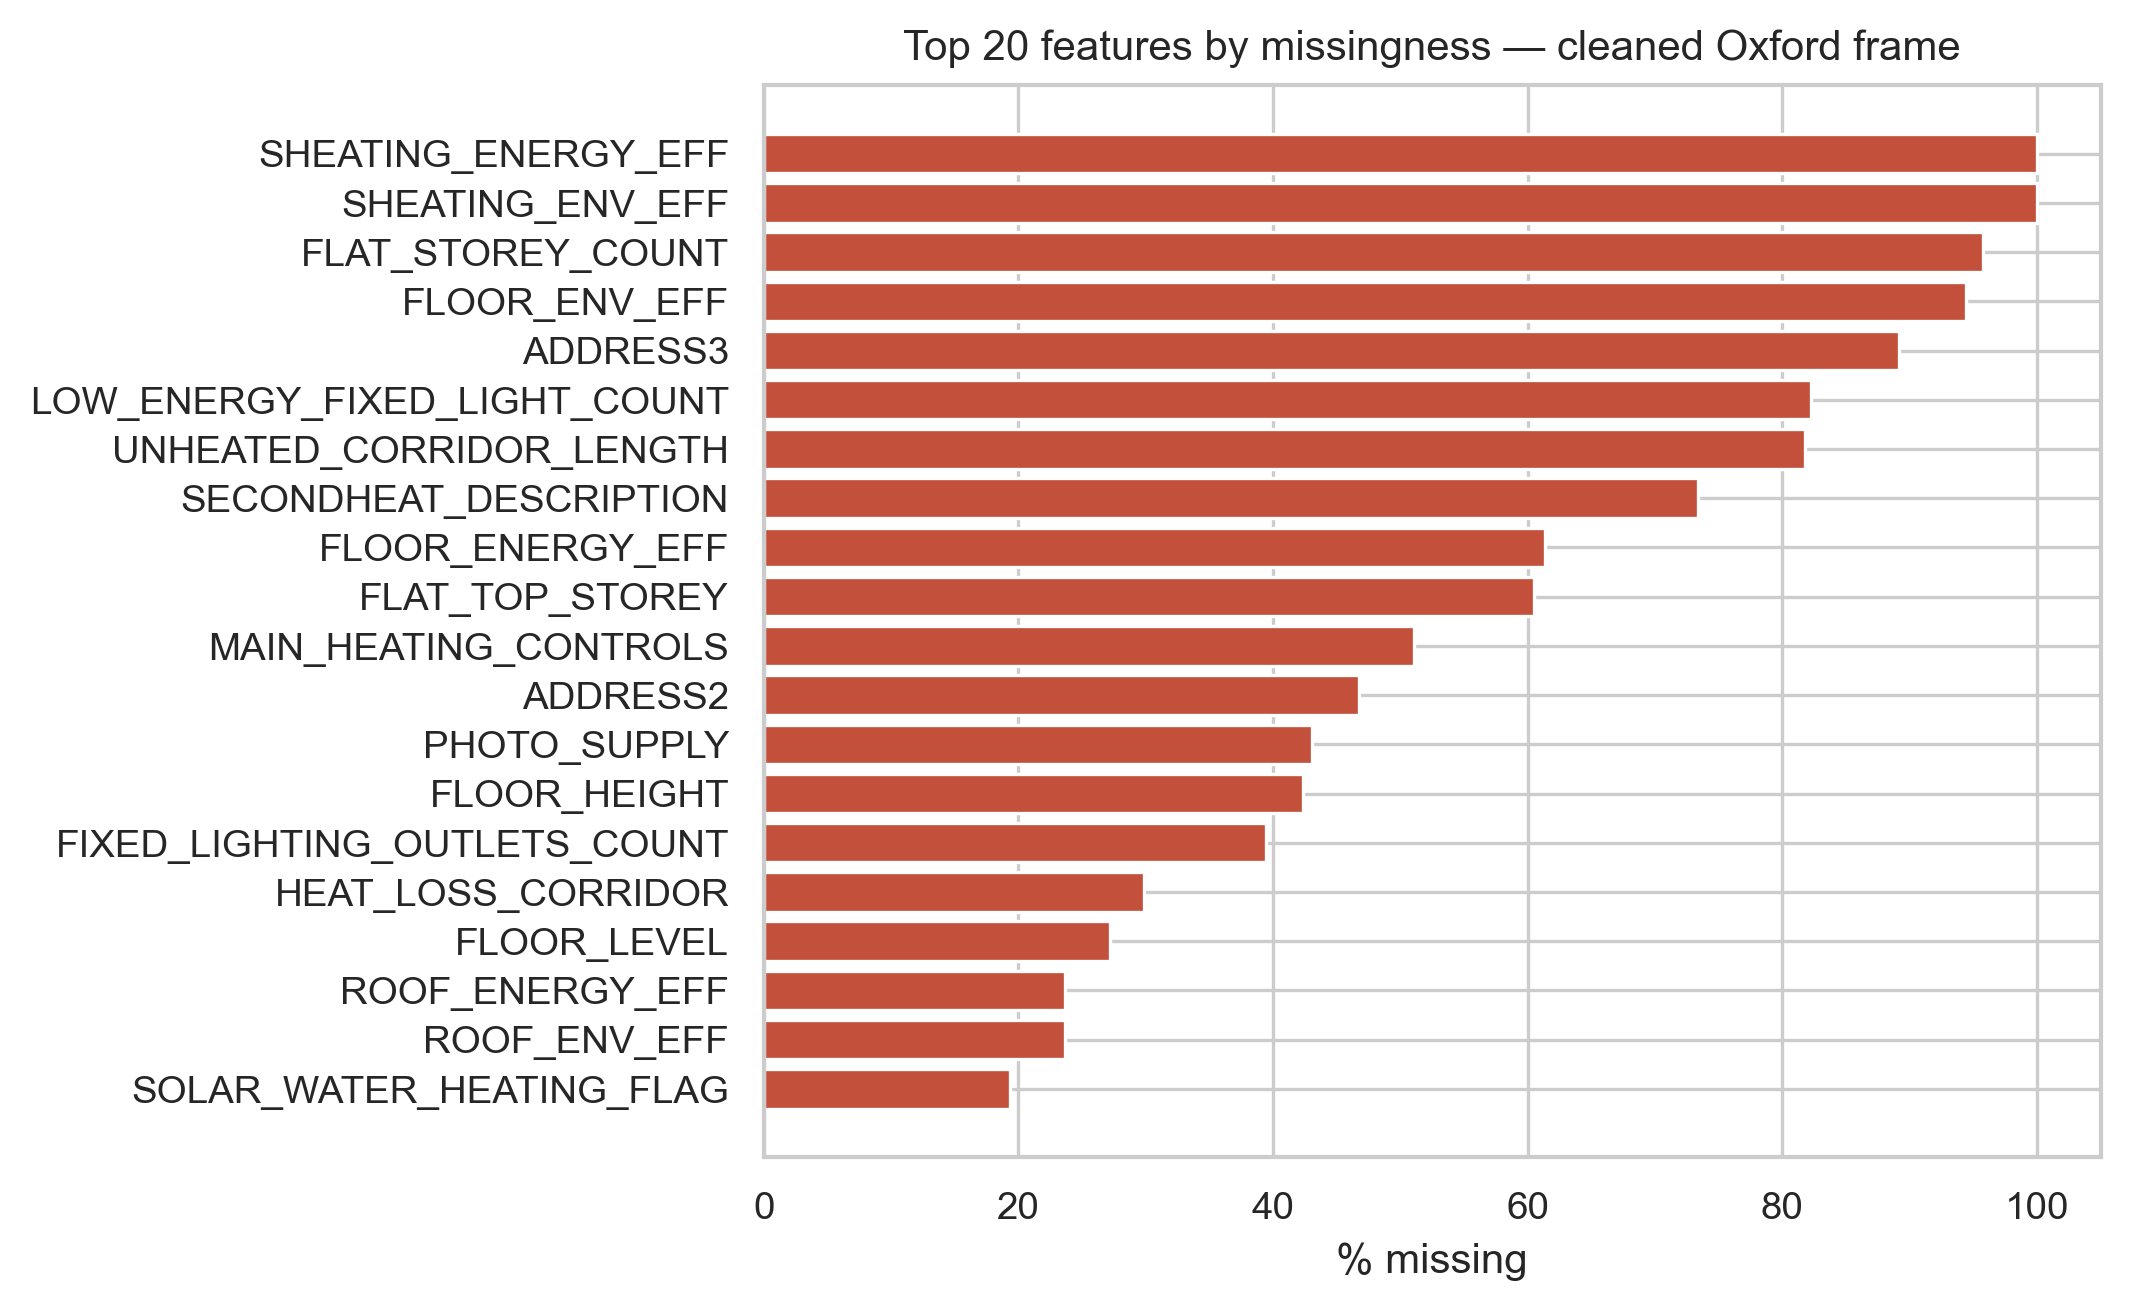 Top 20 features by missingness — cleaned Oxford frame
SHEATING_ENERGY_EFF
SHEATING_ENV_EFF
FLAT_STOREY_COUNT
FLOOR_ENV_EFF
ADDRESS3
LOW_ENERGY_FIXED_LIGHT_COUNT
UNHEATED_CORRIDOR_LENGTH
SECONDHEAT_DESCRIPTION
FLOOR_ENERGY_EFF
FLAT_TOP_STOREY
MAIN_HEATING_CONTROLS
ADDRESS2
PHOTO_SUPPLY
FLOOR_HEIGHT
FIXED_LIGHTING_OUTLETS_COUNT
HEAT_LOSS_CORRIDOR
FLOOR_LEVEL
ROOF_ENERGY_EFF
ROOF_ENV_EFF
SOLAR_WATER_HEATING_FLAG
0 20 40 60 80 100
% missing